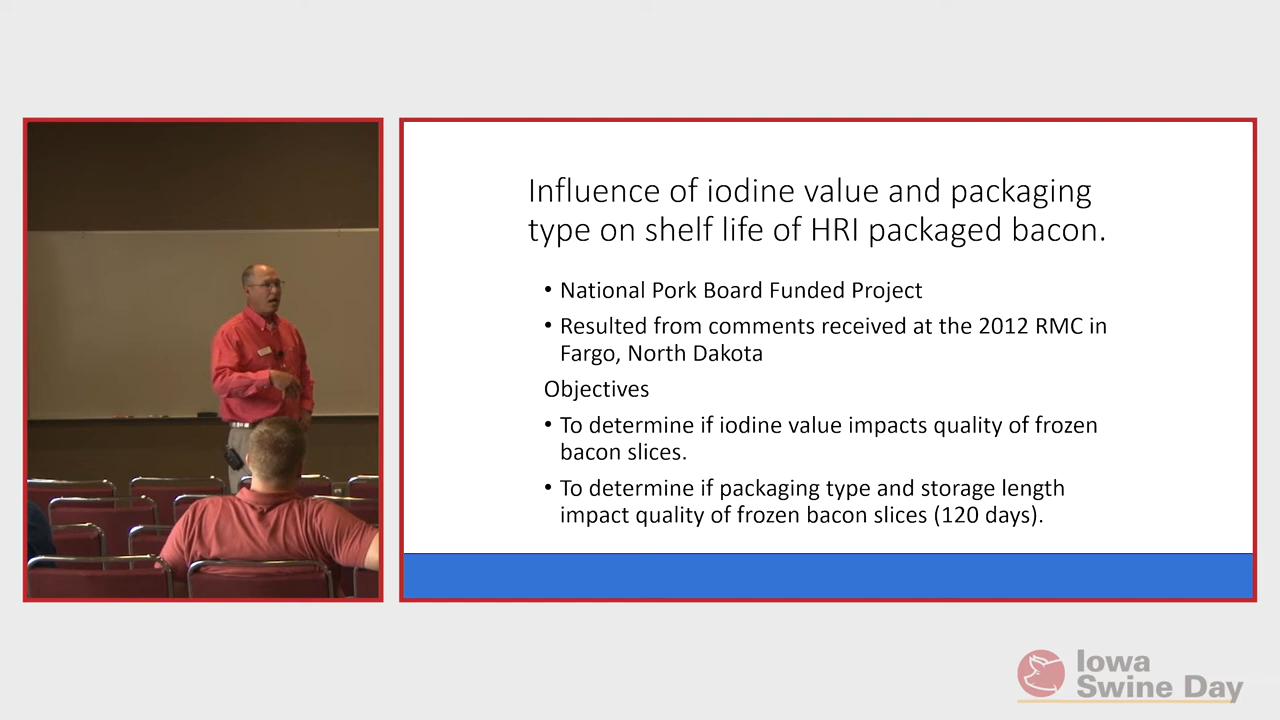 Influence of iodine value and packaging
type on shelf life of HRI packaged bacon.
• National Pork Board Funded Project
• Resulted from comments received at the 2012 RMC in
Fargo, North Dakota
Objectives
• To determine if iodine value impacts quality of frozen
bacon slices.
• To determine if packaging type and storage length
impact quality of frozen bacon slices (120 days).
Iowa
Swine Day